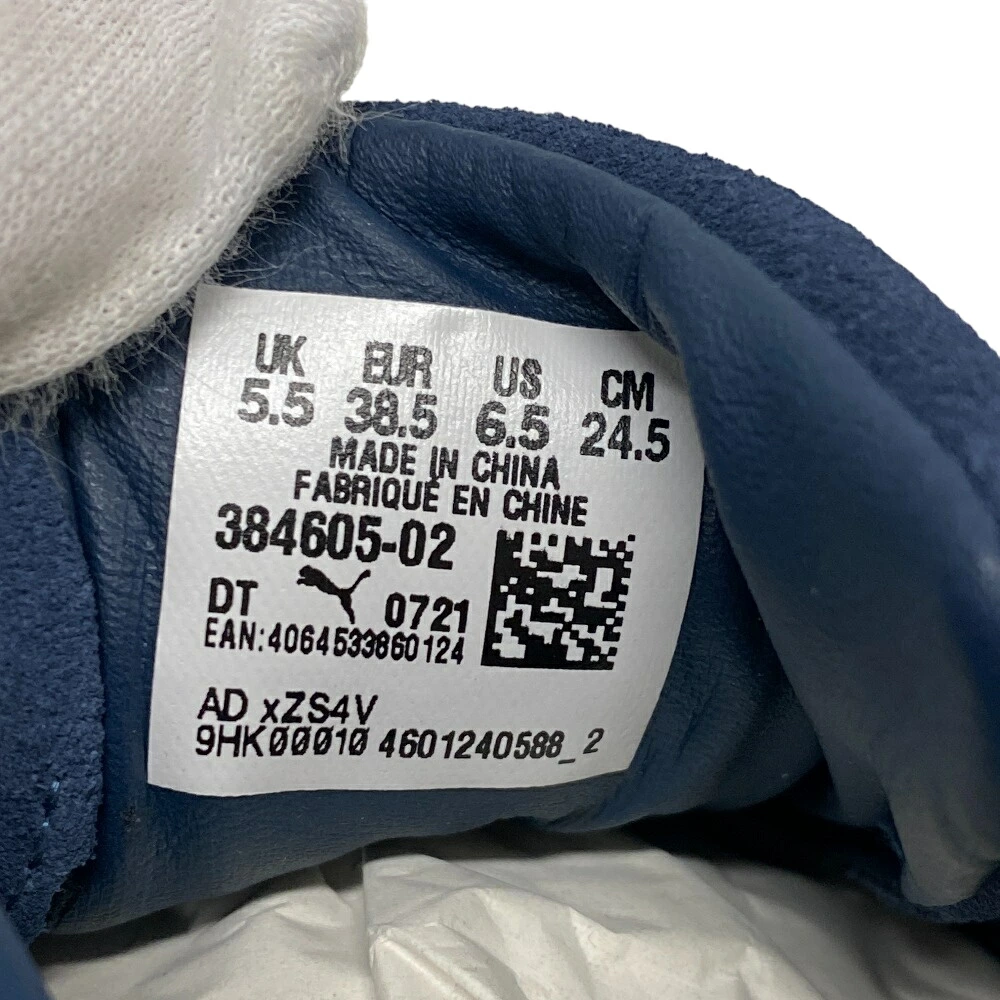 UK EUR US CM
5.5 38.5 6.5 24.5
MADE IN CHINA
FABRIQUÉ EN CHINE
384605-02
DT 0721
EAN:4064533860124
AD xZS4V
9HK00010 4601240588_2